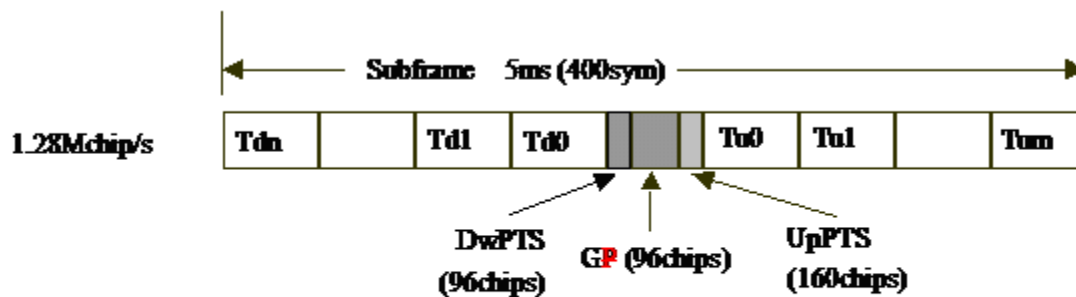 Subframe 5ms (400sym)
1.28Mchip/s Tdn Td1 Td0 Tu0 Tu1 Tum
DwPTS
(96chips)
GP (96chips)
UpPTS
(160chips)